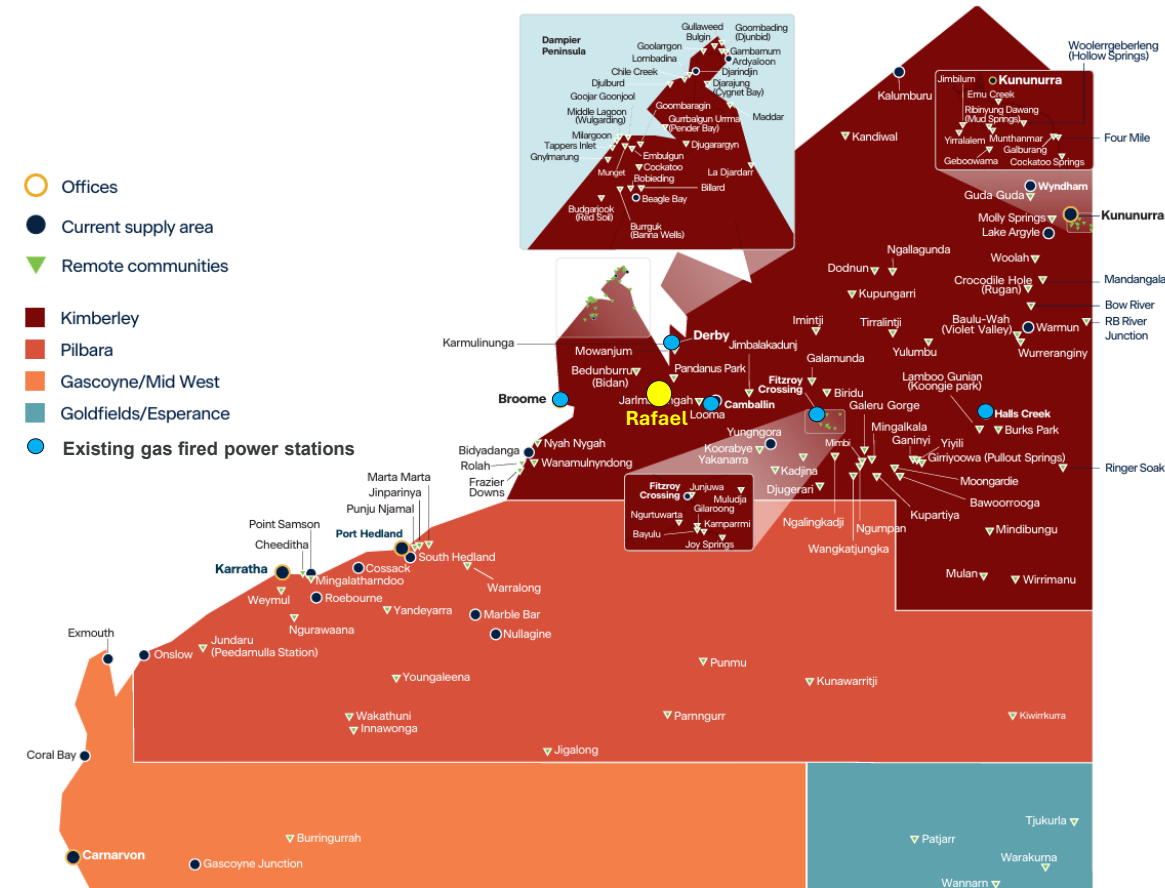 Offices
Current supply area
Remote communities
Kimberley
Pilbara
Gascoyne/Mid West
Goldfields/Esperance
Existing gas fired power stations
Dampier
Peninsula
Gullaweed
Bulgin
Goombading
(Djunbid)
Goolarrgon
Gambarnum
Lombadina
Ardyaloon
Chile Creek
Djarindjin
Djulburd
Djarajung
(Cygnet Bay)
Goojar Goonjool
Goombaragin
Maddar
Middle Lagoon
(Wulgarding)
Gurrbalgun Urrma
(Pender Bay)
Milargoon
Djugarargyn
Tappers Inlet
Embulgun
Gnylmarung
Cockatoo
La Djardarr
Munget
Bobieding
Billard
Beagle Bay
Budgarjook
(Red Soil)
Burrguk
(Banna Wells)
Woolerrgeberleng
(Hollow Springs)
Kalumburu
Jimbilum
Kununurra
Emu Creek
Ribinyung Dawang
(Mud Springs)
Yirralalem
Munthanmar
Four Mile
Galburang
Geboowama
Cockatoo Springs
Kandiwal
Wyndham
Guda Guda
Molly Springs
Kununurra
Lake Argyle
Ngallagunda
Woolah
Dodnun
Crocodile Hole
(Rugan)
Mandangala
Kupungarri
Bow River
Imintji
Tirralintji
Baulu-Wah
(Violet Valley)
Warmun
RB River
Junction
Karmulinunga
Derby
Jimbalakadunj
Yulumbu
Wurreranginy
Mowanjum
Galamunda
Bedunburru
(Bidan)
Pandanus Park
Fitzroy
Crossing
Lamboo Gunian
(Koongie park)
Broome
Camballin
Biridu
Rafael
Looma
Galeru Gorge
Halls Creek
Yungngora
Mingalkala
Burks Park
Nyah Nygah
Koorabye
Mimbi
Ganinyi
Yiyili
Bidyadanga
Yakanarra
Girriyoowa (Pullout Springs)
Rolah
Wanamulnyndong
Kadjina
Ringer Soak
Frazier
Downs
Djugerari
Moongardie
Marta Marta
Bawoorrooga
Jinparinya
Fitzroy
Crossing
Junjuwa
Muludja
Kupartiya
Punju Njamal
Gilaroong
Ngurtuwarta
Karnparrmi
Ngalingkadji
Ngumpan
Mindibungu
Point Samson
Bayulu
Joy Springs
Wangkatjungka
Port Hedland
Cheeditha
South Hedland
Karratha
Cossack
Mingalatharndoo
Warralong
Mulan
Wirrimanu
Weymul
Roebourne
Yandeyarra
Marble Bar
Ngurawaana
Nullagine
Exmouth
Jundaru
(Peedamulla Station)
Onslow
Punmu
Youngaleena
Kunawarritji
Wakathuni
Parnngurr
Kiwirrkurra
Innawonga
Coral Bay
Jigalong
Tjukurla
Burringurrah
Patjarr
Carnarvon
Gascoyne Junction
Warakurna
Wannarn